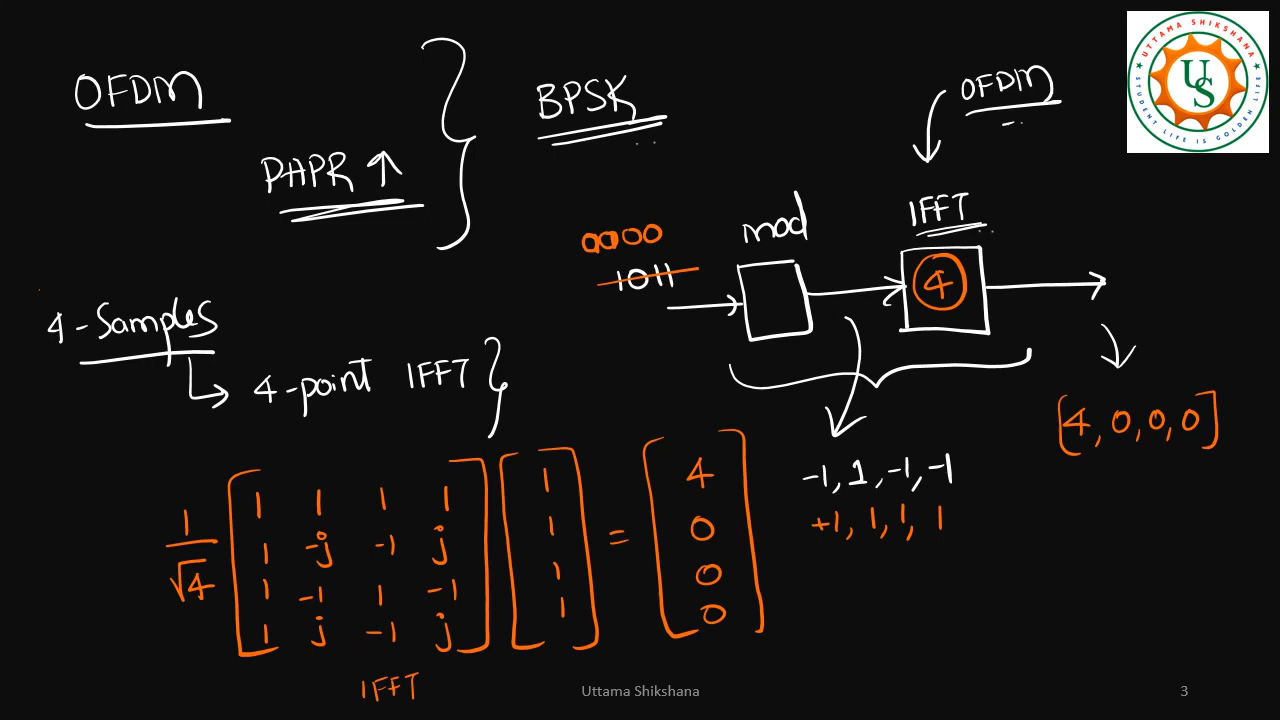 OFDM
PAPR ↑
BPSK
OFDM
UTTAMA SHIKSHANA
US
STUDENT LIFE IS GOLDEN LIFE
mod
IFFT
0000
1011
4
4-Samples
4-point IFFT
[4, 0, 0, 0]
-1, 1, -1, -1
+1, 1, 1, 1
1/√4 [1 1 1 1] [1] = [4]
[1 -j -1 j] [1] [0]
[1 -1 1 -1] [1] [0]
[1 j -1 j] [1] [0]
IFFT
Uttama Shikshana
3